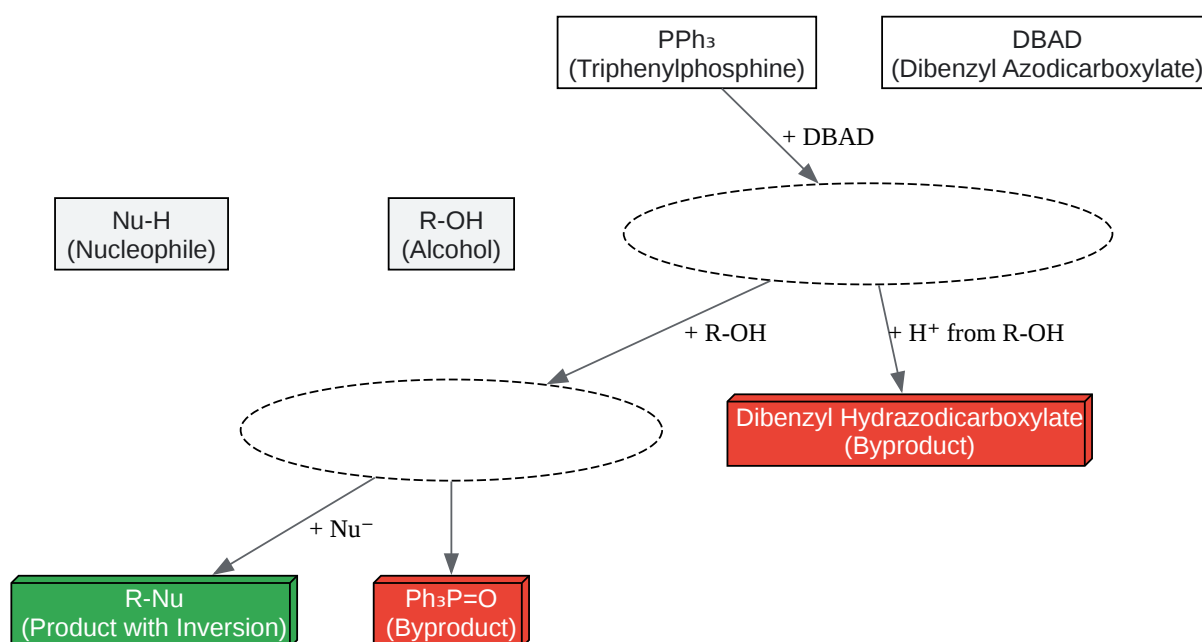 PPh₃
(Triphenylphosphine)
DBAD
(Dibenzyl Azodicarboxylate)
+ DBAD
Nu-H
(Nucleophile)
R-OH
(Alcohol)
+ R-OH
+ H⁺ from R-OH
Dibenzyl Hydrazodicarboxylate
(Byproduct)
+ Nu⁻
R-Nu
(Product with Inversion)
Ph₃P=O
(Byproduct)